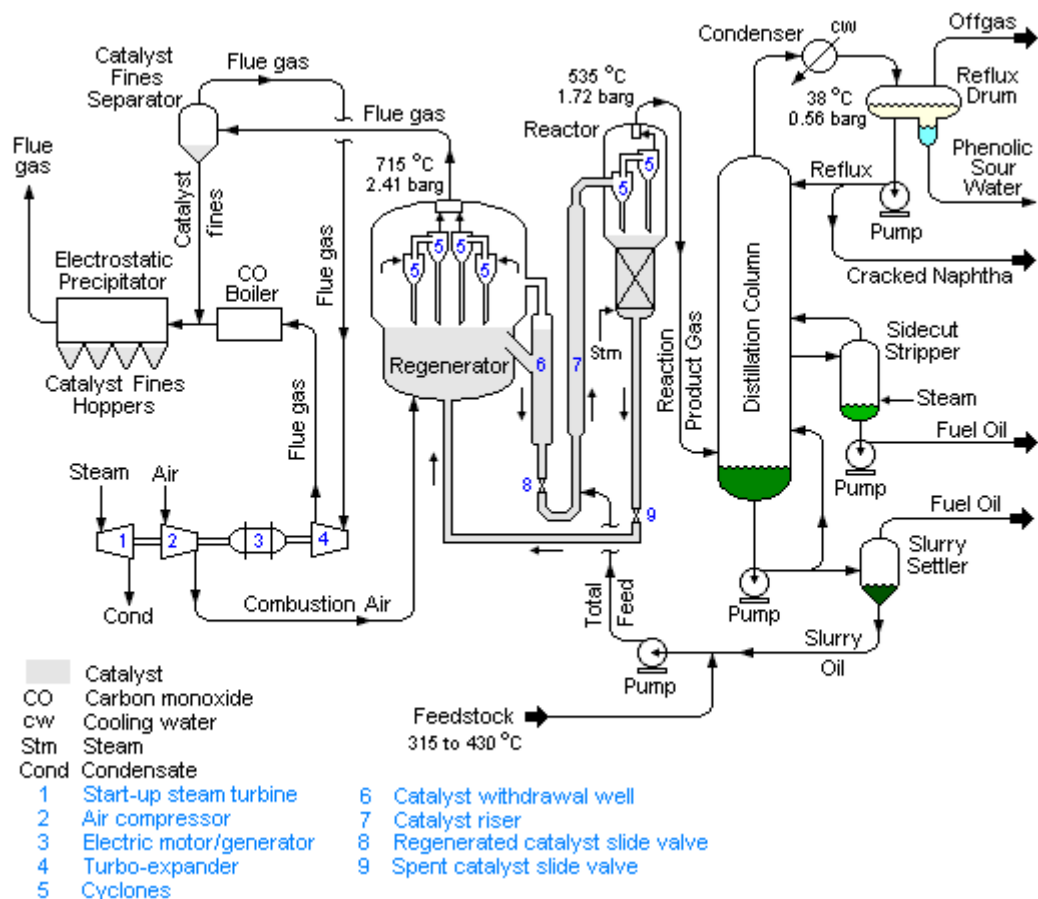 Catalyst
Fines
Separator
Flue gas
Flue gas
Flue
gas
Catalyst
fines
Flue gas
Electrostatic
Precipitator
CO
Boiler
Catalyst Fines
Hoppers
Flue gas
Steam
Air
1
2
3
4
Cond
Combustion Air
715 °C
2.41 barg
5
5
5
5
Regenerator
6
7
8
9
535 °C
1.72 barg
Reactor
5
5
Stm
Reaction
Product Gas
Total
Feed
Pump
Feedstock
315 to 430 °C
Condenser
cw
Offgas
Reflux
Drum
38 °C
0.56 barg
Phenolic
Sour
Water
Reflux
Pump
Cracked Naphtha
Distillation Column
Sidecut
Stripper
Steam
Fuel Oil
Pump
Fuel Oil
Slurry
Settler
Pump
Slurry
Oil
Catalyst
CO Carbon monoxide
cw Cooling water
Stm Steam
Cond Condensate
1 Start-up steam turbine
2 Air compressor
3 Electric motor/generator
4 Turbo-expander
5 Cyclones
6 Catalyst withdrawal well
7 Catalyst riser
8 Regenerated catalyst slide valve
9 Spent catalyst slide valve